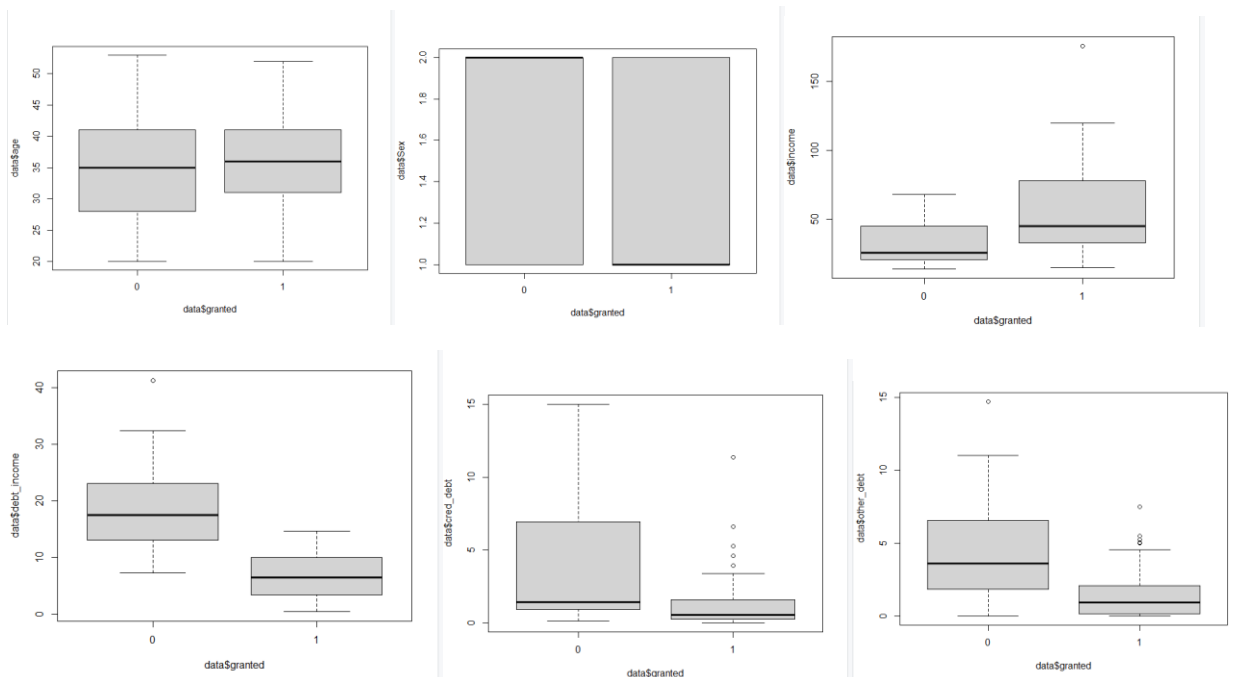 data$age
50
45
40
35
30
25
20
0 1
data$granted
data$Sex
2.0
1.8
1.6
1.4
1.2
1.0
0 1
data$granted
data$income
150
100
50
0 1
data$granted
data$debt_income
40
30
20
10
0
0 1
data$granted
data$cred_debt
15
10
5
0
0 1
data$granted
data$other_debt
15
10
5
0
0 1
data$granted